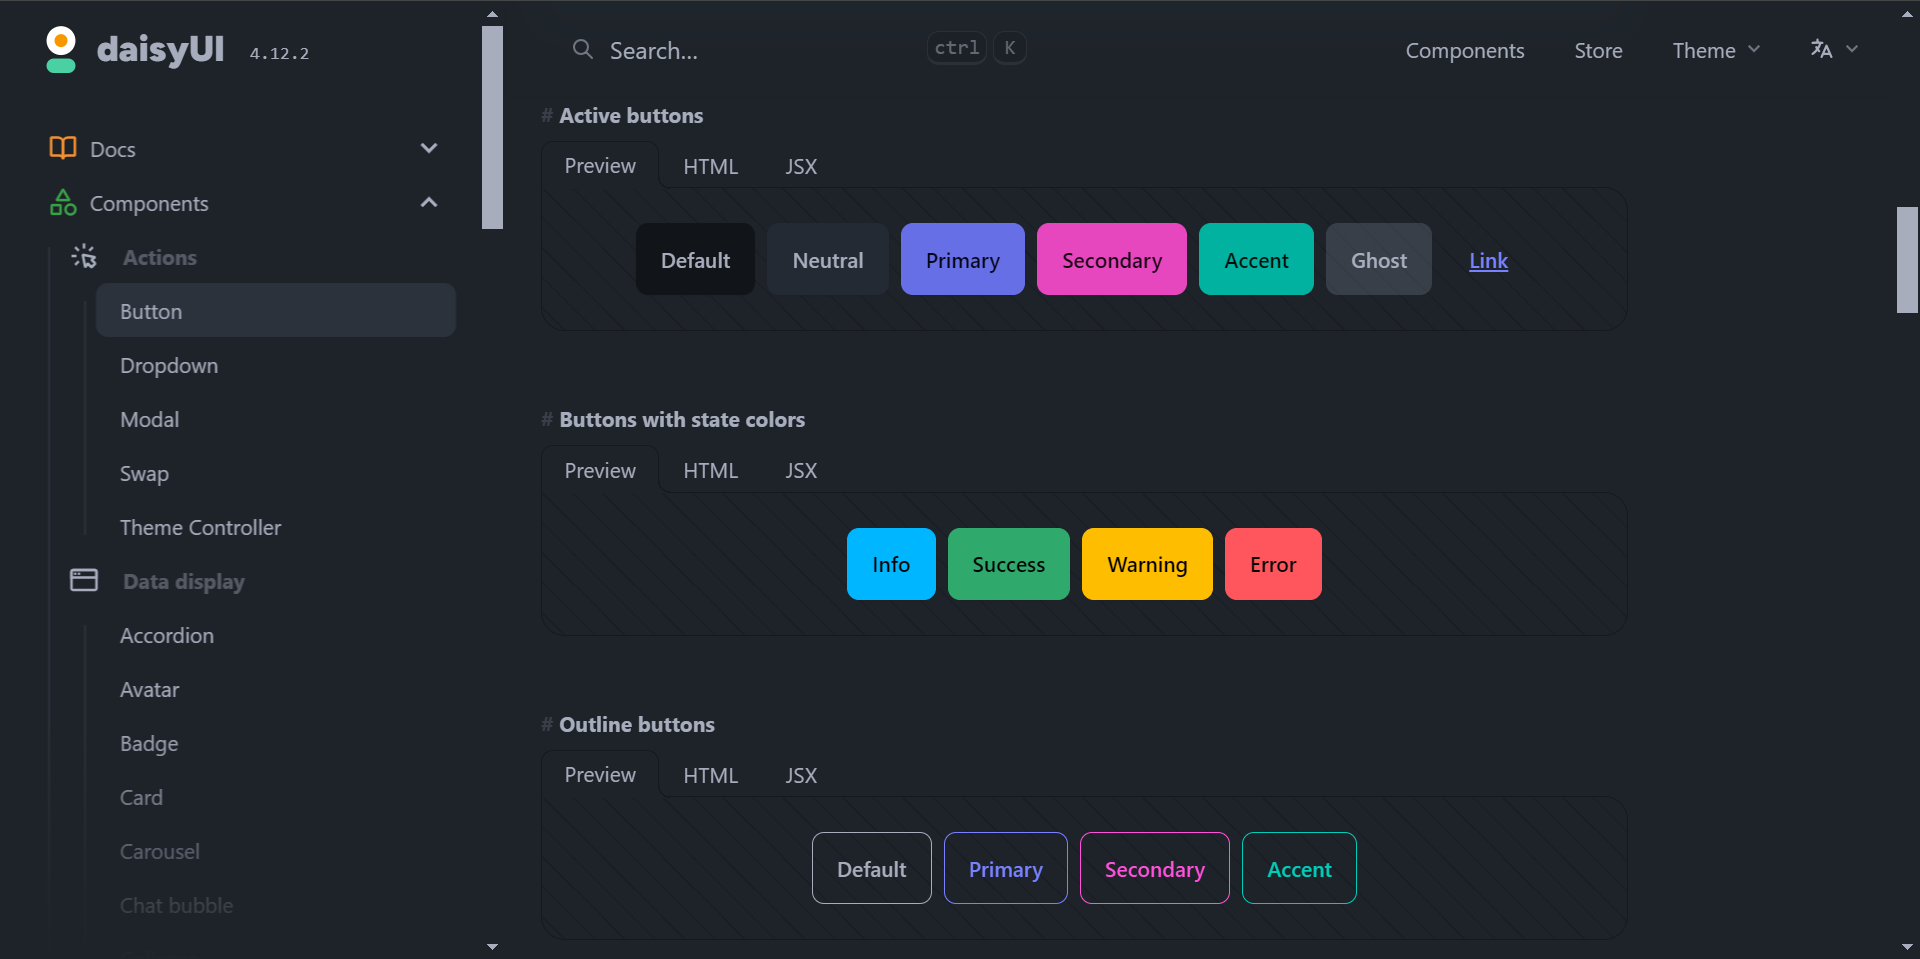 daisyUI 4.12.2
Search... ctrl K
Components Store Theme
Docs
Components
Actions
Button
Dropdown
Modal
Swap
Theme Controller
Data display
Accordion
Avatar
Badge
Card
Carousel
Chat bubble
# Active buttons
Preview HTML JSX
Default Neutral Primary Secondary Accent Ghost Link
# Buttons with state colors
Preview HTML JSX
Info Success Warning Error
# Outline buttons
Preview HTML JSX
Default Primary Secondary Accent